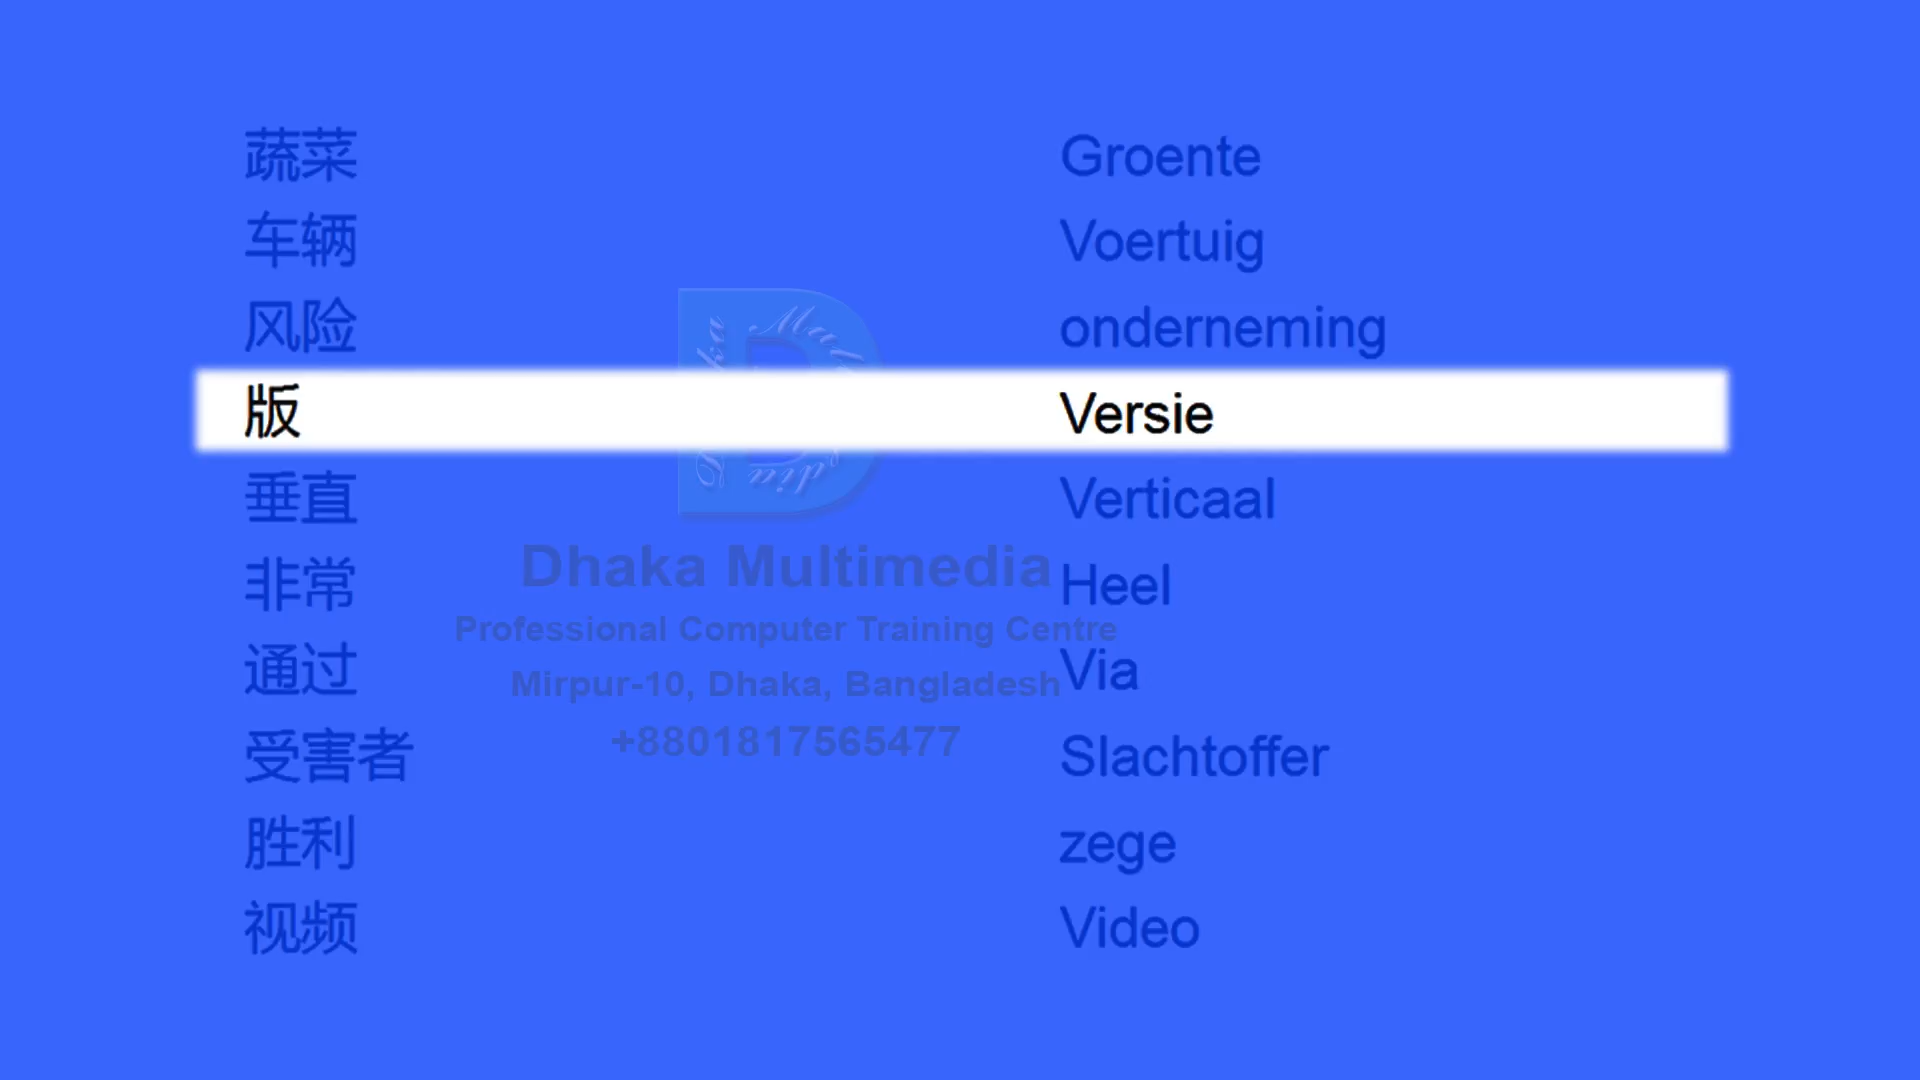 蔬菜 Groente
车辆 Voertuig
风险 onderneming
版 Versie
垂直 Verticaal
非常 Heel
通过 Via
受害者 Slachtoffer
胜利 zege
视频 Video
Dhaka Multimedia
Professional Computer Training Centre
Mirpur-10, Dhaka, Bangladesh
+8801817565477